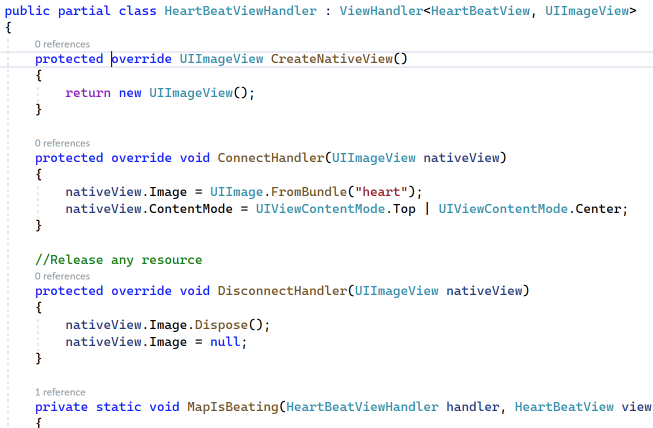 public partial class HeartBeatViewHandler : ViewHandler<HeartBeatView, UIImageView>
{
0 references
protected override UIImageView CreateNativeView()
{
return new UIImageView();
}
0 references
protected override void ConnectHandler(UIImageView nativeView)
{
nativeView.Image = UIImage.FromBundle("heart");
nativeView.ContentMode = UIViewContentMode.Top | UIViewContentMode.Center;
}
//Release any resource
0 references
protected override void DisconnectHandler(UIImageView nativeView)
{
nativeView.Image.Dispose();
nativeView.Image = null;
}
1 reference
private static void MapIsBeating(HeartBeatViewHandler handler, HeartBeatView view
{